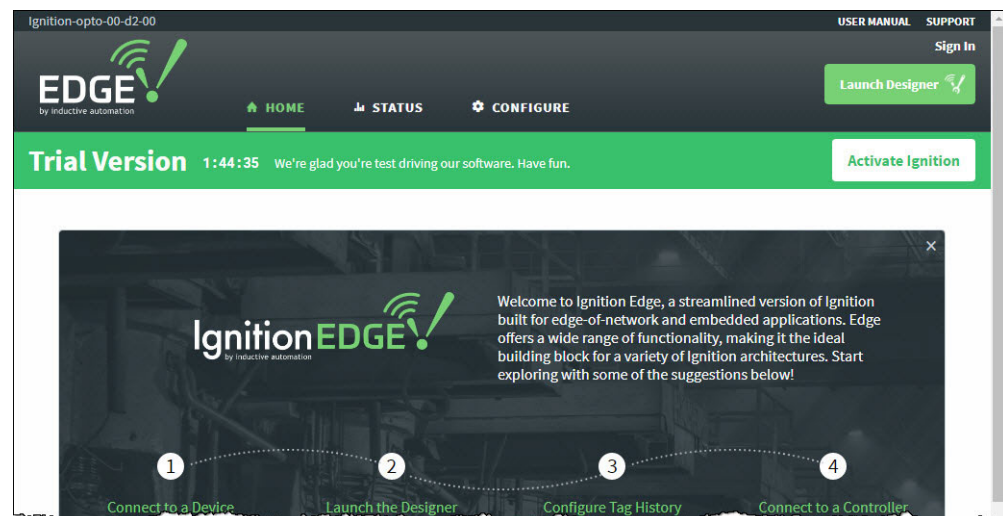 Ignition-opto-00-d2-00
USER MANUAL SUPPORT
Sign In
EDGE
by inductive automation
Launch Designer
HOME STATUS CONFIGURE
Trial Version 1:44:35 We're glad you're test driving our software. Have fun.
Activate Ignition
Ignition EDGE
by inductive automation
Welcome to Ignition Edge, a streamlined version of Ignition
built for edge-of-network and embedded applications. Edge
offers a wide range of functionality, making it the ideal
building block for a variety of Ignition architectures. Start
exploring with some of the suggestions below!
1 2 3 4
Connect to a Device Launch the Designer Configure Tag History Connect to a Controller